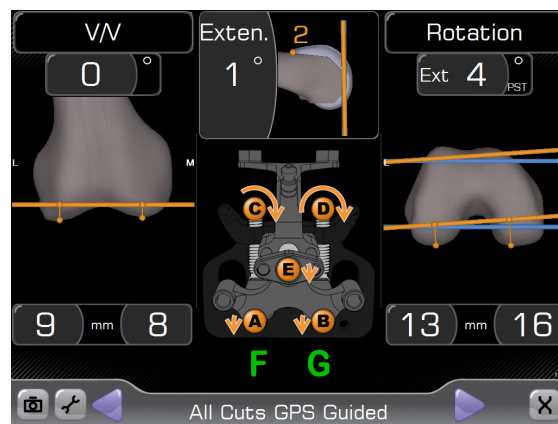 V/V
0 °
L
M
9 mm 8
Exten.
1 °
2
C
D
E
A
B
F G
Rotation
Ext 4 °
PST
L
13 mm 16
All Cuts GPS Guided
X